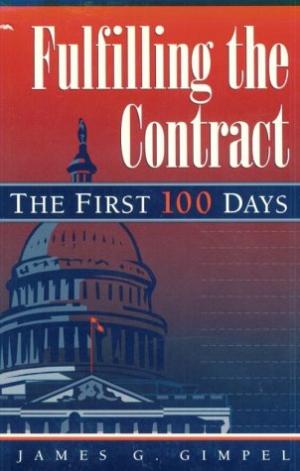 Fulfilling the
Contract
THE FIRST 100 DAYS
JAMES G. GIMPEL